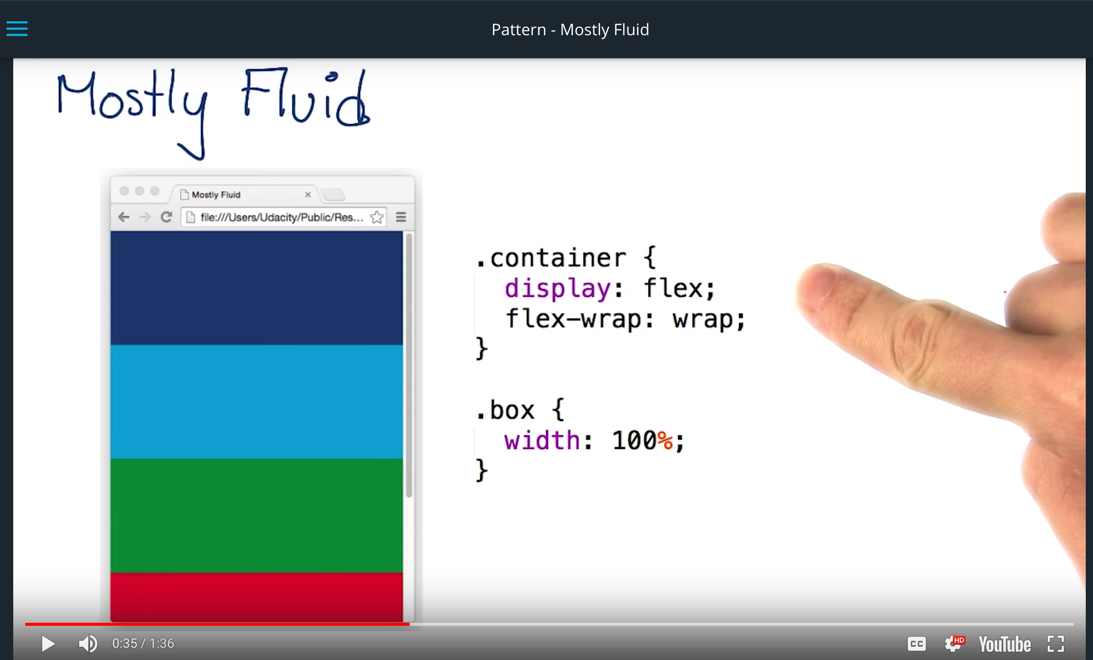 Pattern - Mostly Fluid
Mostly Fluid
Mostly Fluid
file:///Users/Udacity/Public/Res...
.container {
display: flex;
flex-wrap: wrap;
}
.box {
width: 100%;
}
0:35 / 1:36
CC
HD
YouTube